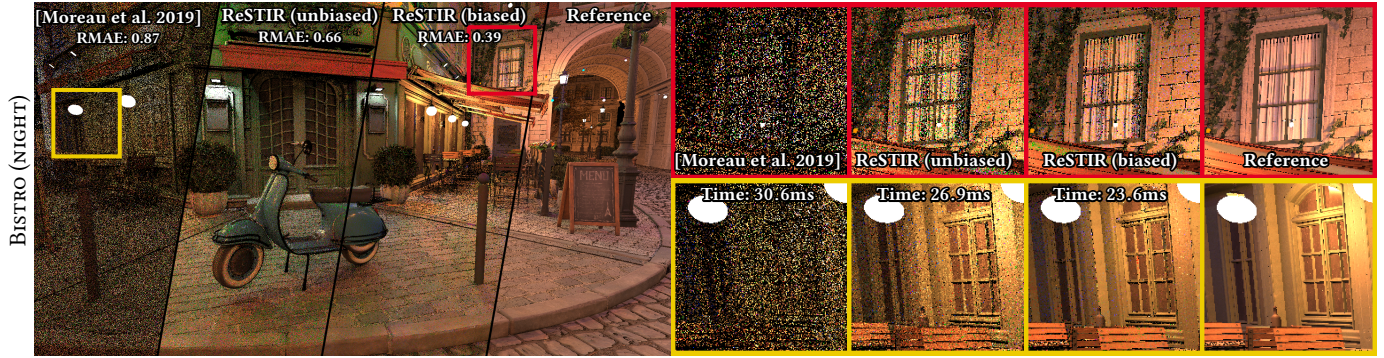 BISTRO (NIGHT)
[Moreau et al. 2019]
RMAE: 0.87
ReSTIR (unbiased)
RMAE: 0.66
ReSTIR (biased)
RMAE: 0.39
Reference
MENU
[Moreau et al. 2019]
ReSTIR (unbiased)
ReSTIR (biased)
Reference
Time: 30.6ms
Time: 26.9ms
Time: 23.6ms